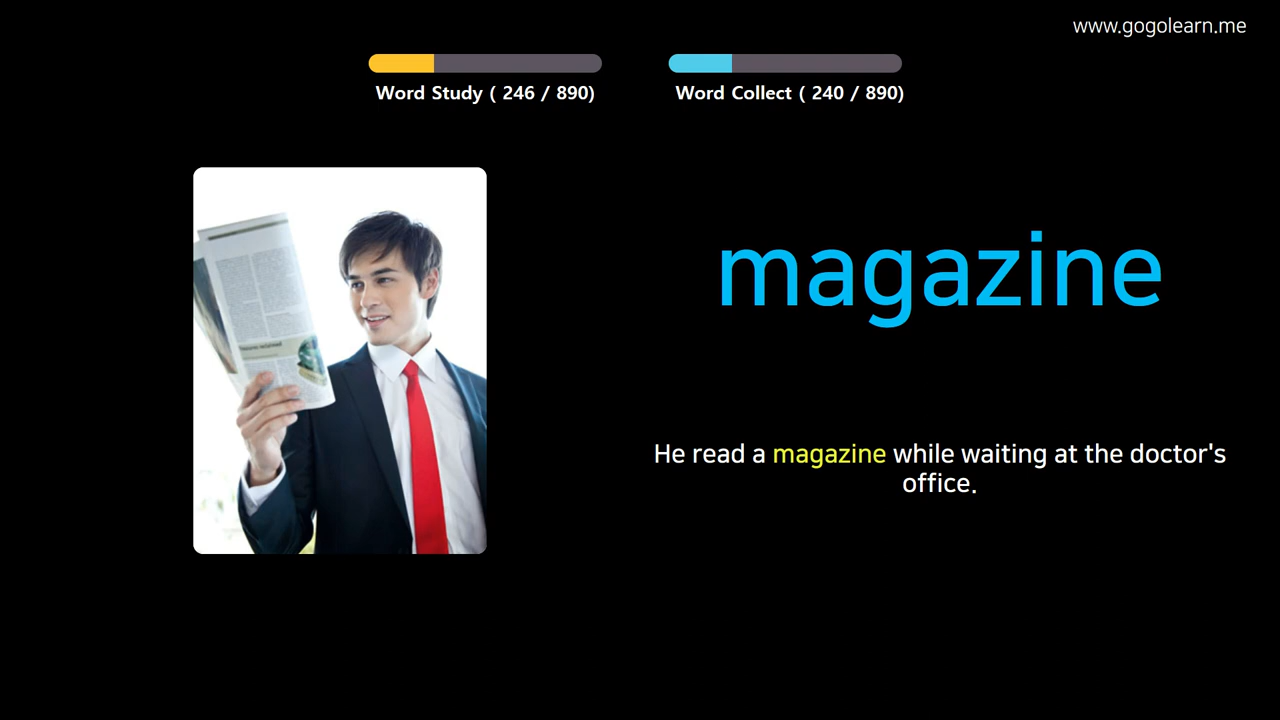 www.gogolearn.me
Word Study ( 246 / 890)
Word Collect ( 240 / 890)
magazine
He read a magazine while waiting at the doctor's
office.